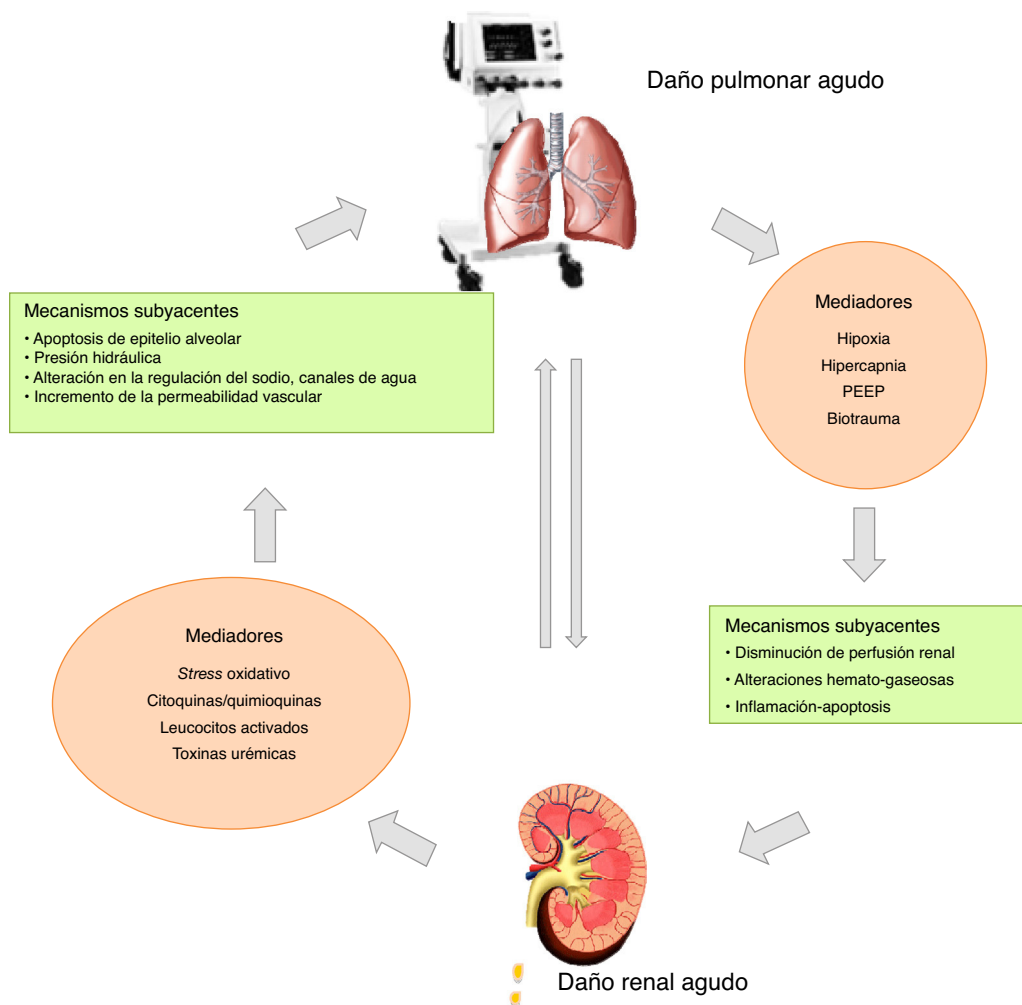 Daño pulmonar agudo
Mediadores
Hipoxia
Hipercapnia
PEEP
Biotrauma
Mecanismos subyacentes
• Disminución de perfusión renal
• Alteraciones hemato-gaseosas
• Inflamación-apoptosis
Daño renal agudo
Mediadores
Stress oxidativo
Citoquinas/quimioquinas
Leucocitos activados
Toxinas urémicas
Mecanismos subyacentes
• Apoptosis de epitelio alveolar
• Presión hidráulica
• Alteración en la regulación del sodio, canales de agua
• Incremento de la permeabilidad vascular